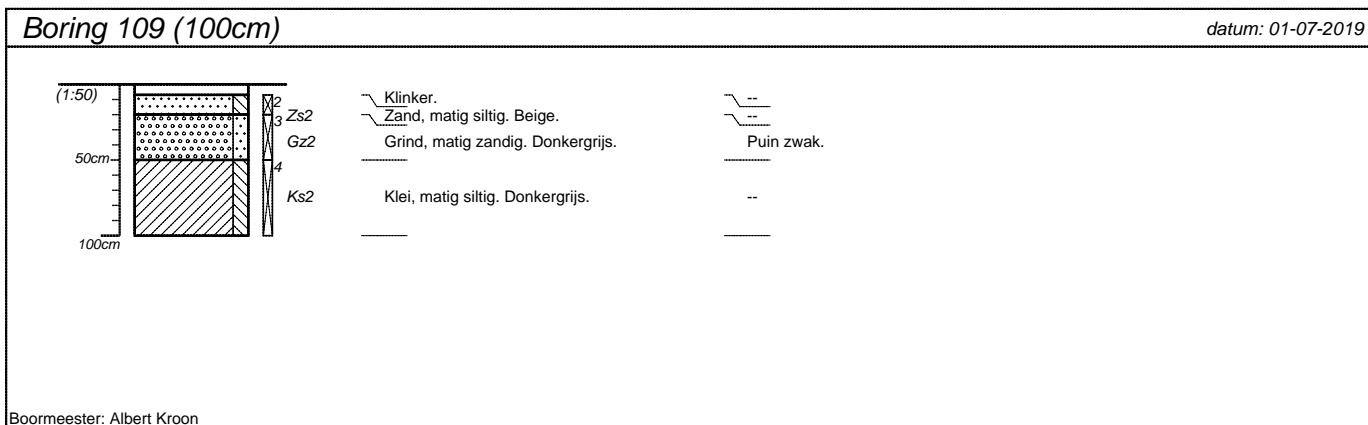 Boring 109 (100cm) datum: 01-07-2019
(1:50) Klinker. --
2 Zs2 Zand, matig siltig. Beige. --
3 Gz2 Grind, matig zandig. Donkergrijs. Puin zwak.
50cm
4 Ks2 Klei, matig siltig. Donkergrijs. --
100cm
Boormeester: Albert Kroon